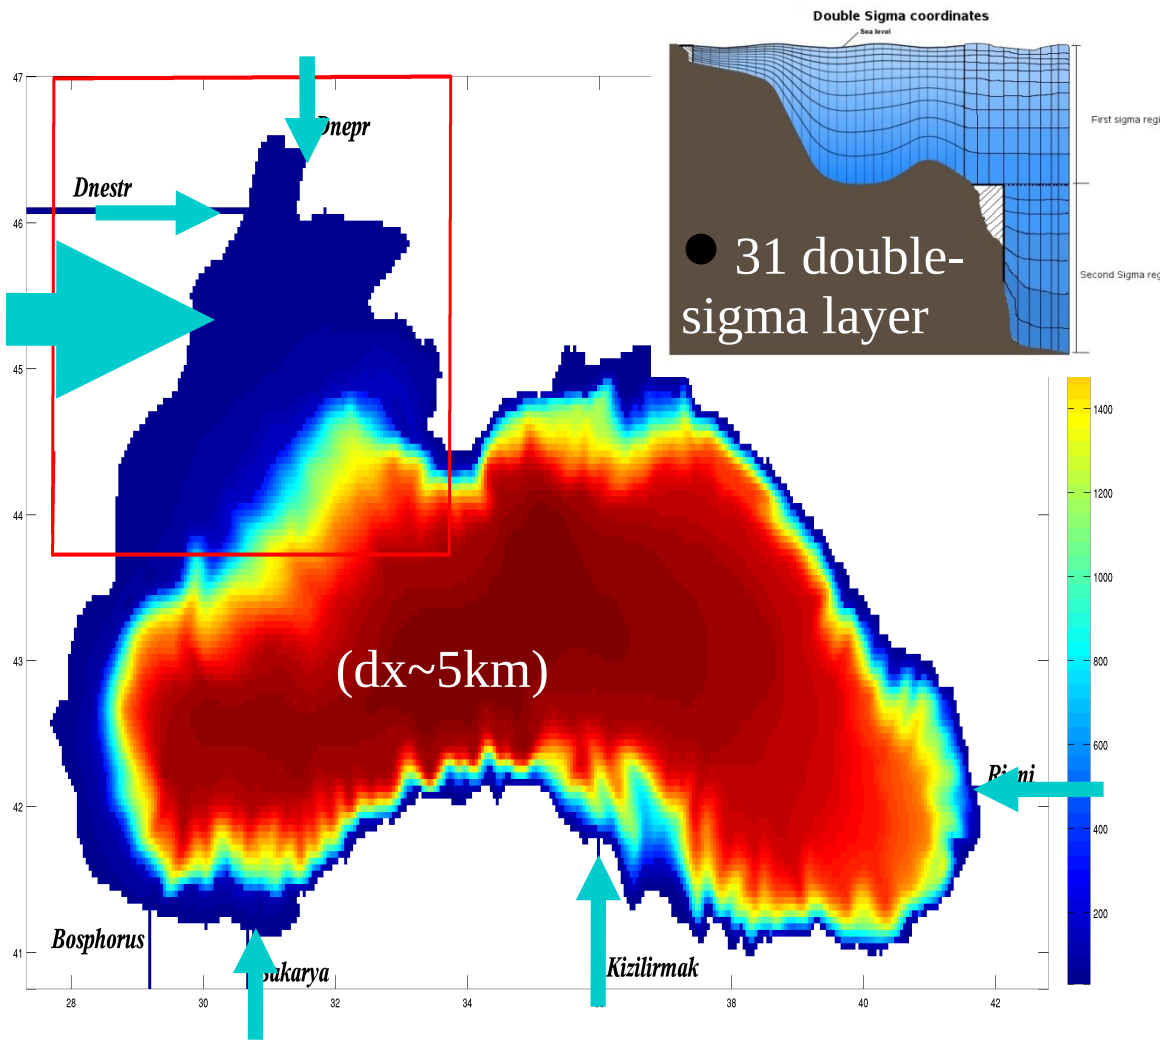 Double Sigma coordinates
Sea level
First sigma regi
Second Sigma reg
● 31 double-
sigma layer
47
46
45
44
43
42
41
Dnepr
Dnestr
(dx~5km)
Rioni
Bosphorus
Sakarya
Kizilirmak
28
30
32
34
38
40
42
1400
1200
1000
800
600
400
200